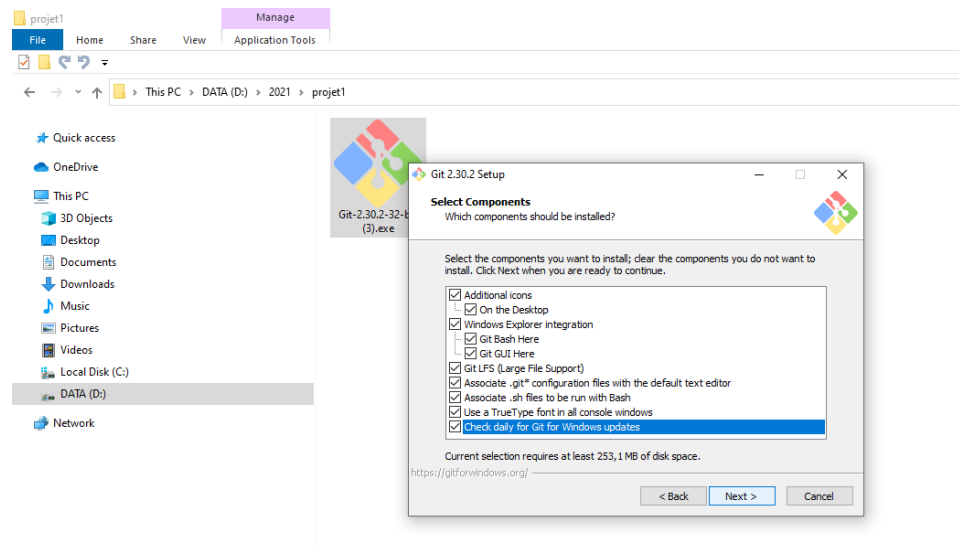 projet1
Manage
File Home Share View Application Tools
This PC > DATA (D:) > 2021 > projet1
Quick access
OneDrive
This PC
3D Objects
Desktop
Documents
Downloads
Music
Pictures
Videos
Local Disk (C:)
DATA (D:)
Network
Git-2.30.2-32-b
(3).exe
Git 2.30.2 Setup
Select Components
Which components should be installed?
Select the components you want to install; clear the components you do not want to
install. Click Next when you are ready to continue.
Additional icons
On the Desktop
Windows Explorer integration
Git Bash Here
Git GUI Here
Git LFS (Large File Support)
Associate .git* configuration files with the default text editor
Associate .sh files to be run with Bash
Use a TrueType font in all console windows
Check daily for Git for Windows updates
Current selection requires at least 253,1 MB of disk space.
https://gitforwindows.org/
< Back Next > Cancel